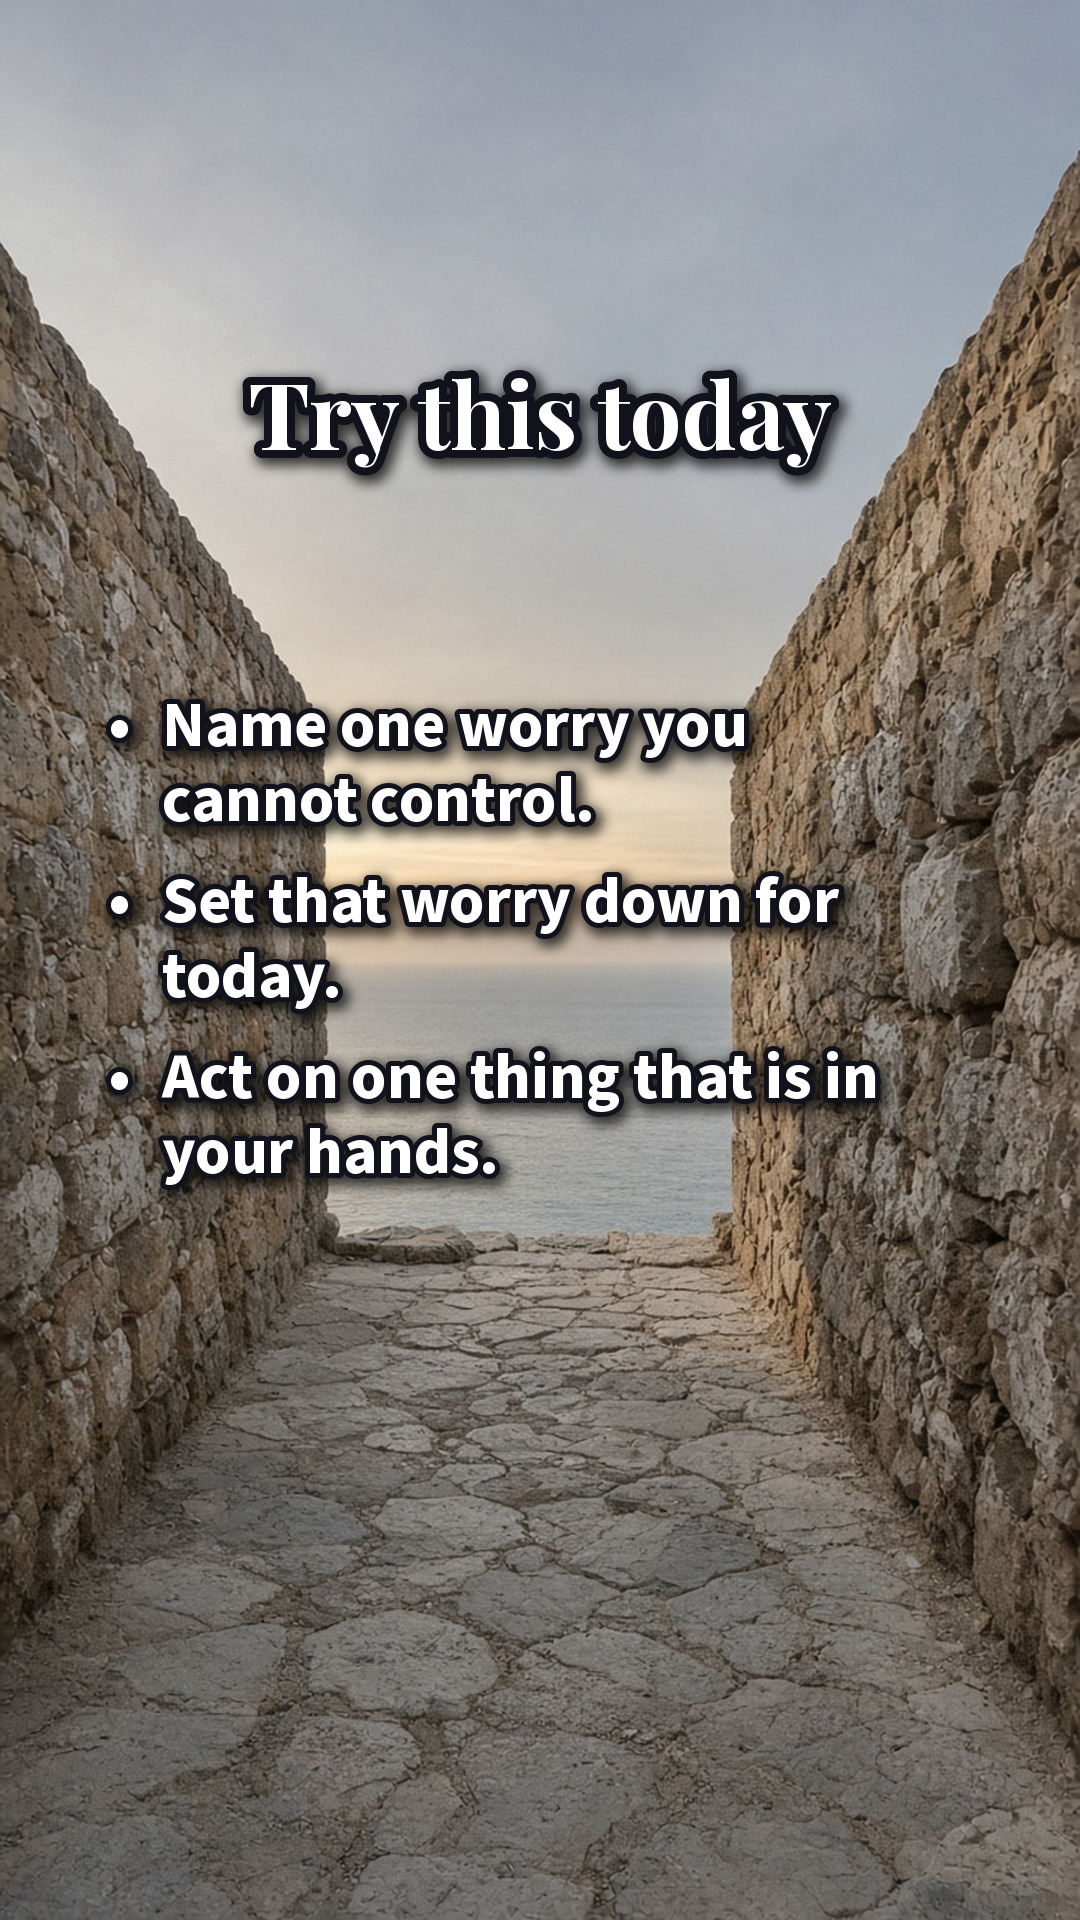 Try this today
• Name one worry you
cannot control.
• Set that worry down for
today.
• Act on one thing that is in
your hands.